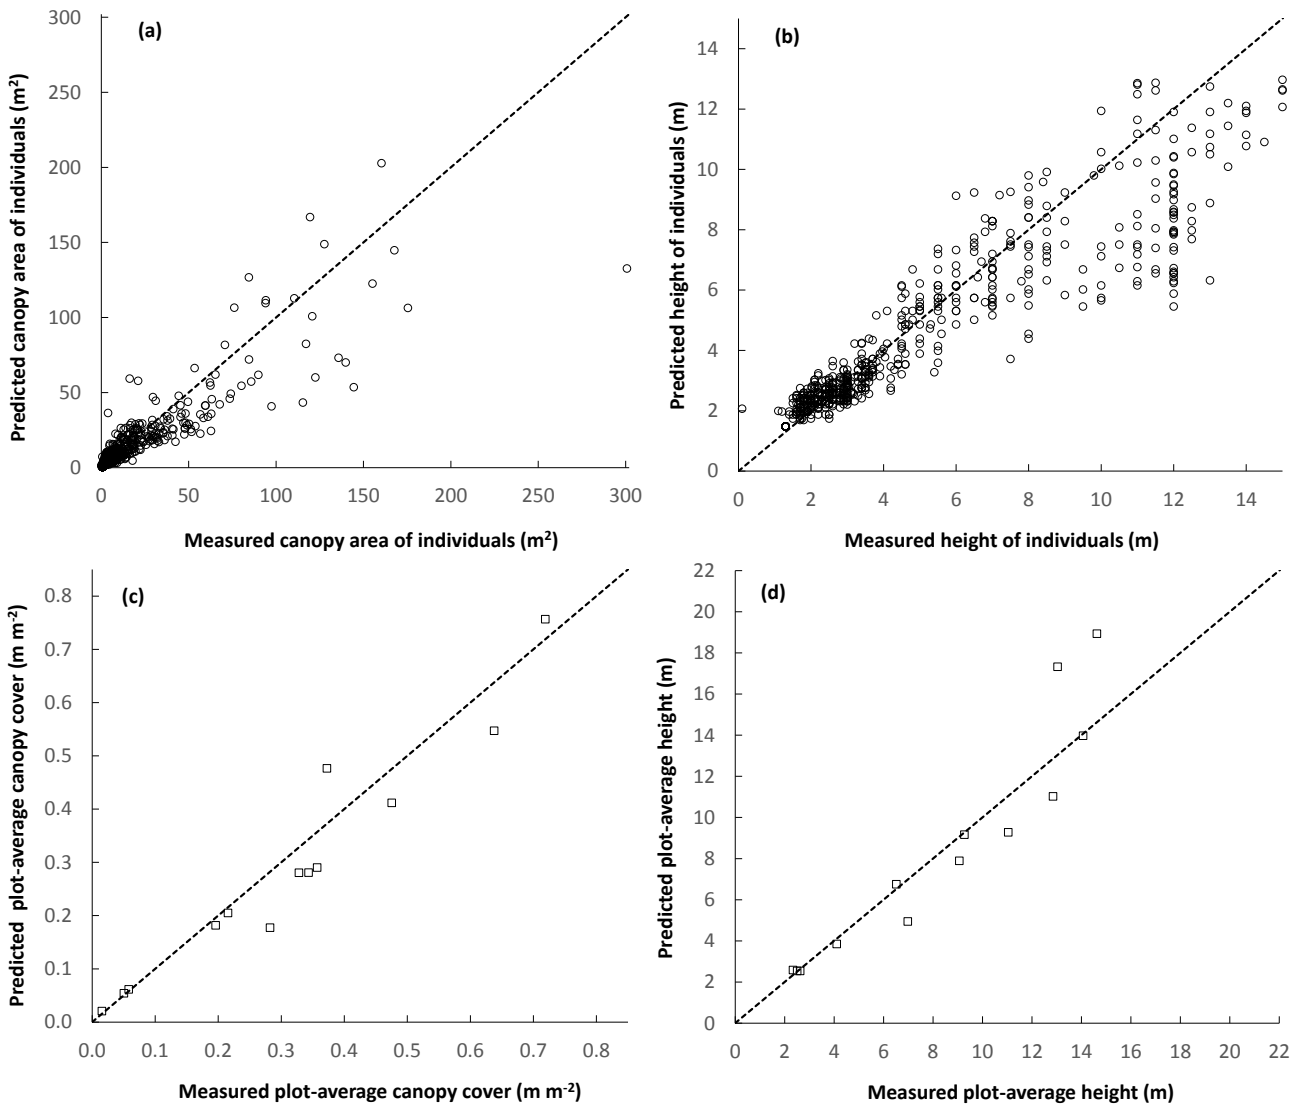 (a)
Predicted canopy area of individuals (m²)
300
250
200
150
100
50
0
0 50 100 150 200 250 300
Measured canopy area of individuals (m²)
(b)
Predicted height of individuals (m)
14
12
10
8
6
4
2
0
0 2 4 6 8 10 12 14
Measured height of individuals (m)
(c)
Predicted plot-average canopy cover (m m⁻²)
0.8
0.7
0.6
0.5
0.4
0.3
0.2
0.1
0.0
0.0 0.1 0.2 0.3 0.4 0.5 0.6 0.7 0.8
Measured plot-average canopy cover (m m⁻²)
(d)
Predicted plot-average height (m)
22
20
18
16
14
12
10
8
6
4
2
0
0 2 4 6 8 10 12 14 16 18 20 22
Measured plot-average height (m)